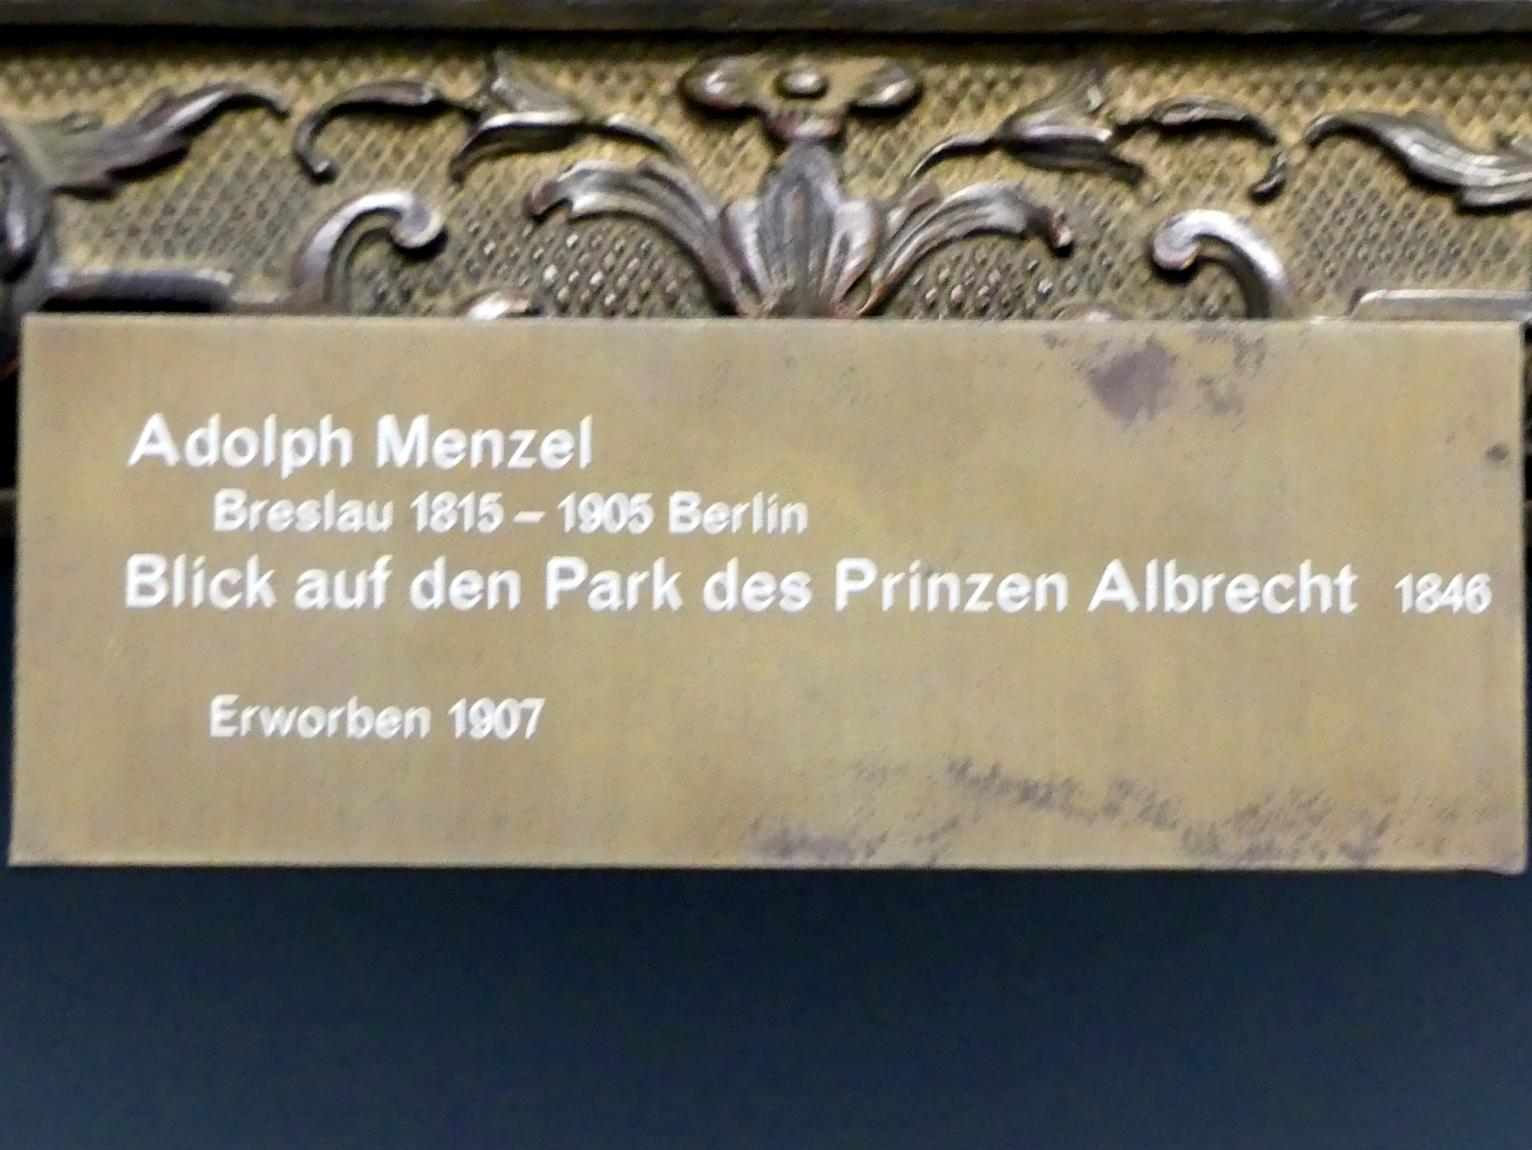 Adolph Menzel
Breslau 1815 – 1905 Berlin
Blick auf den Park des Prinzen Albrecht 1846
Erworben 1907